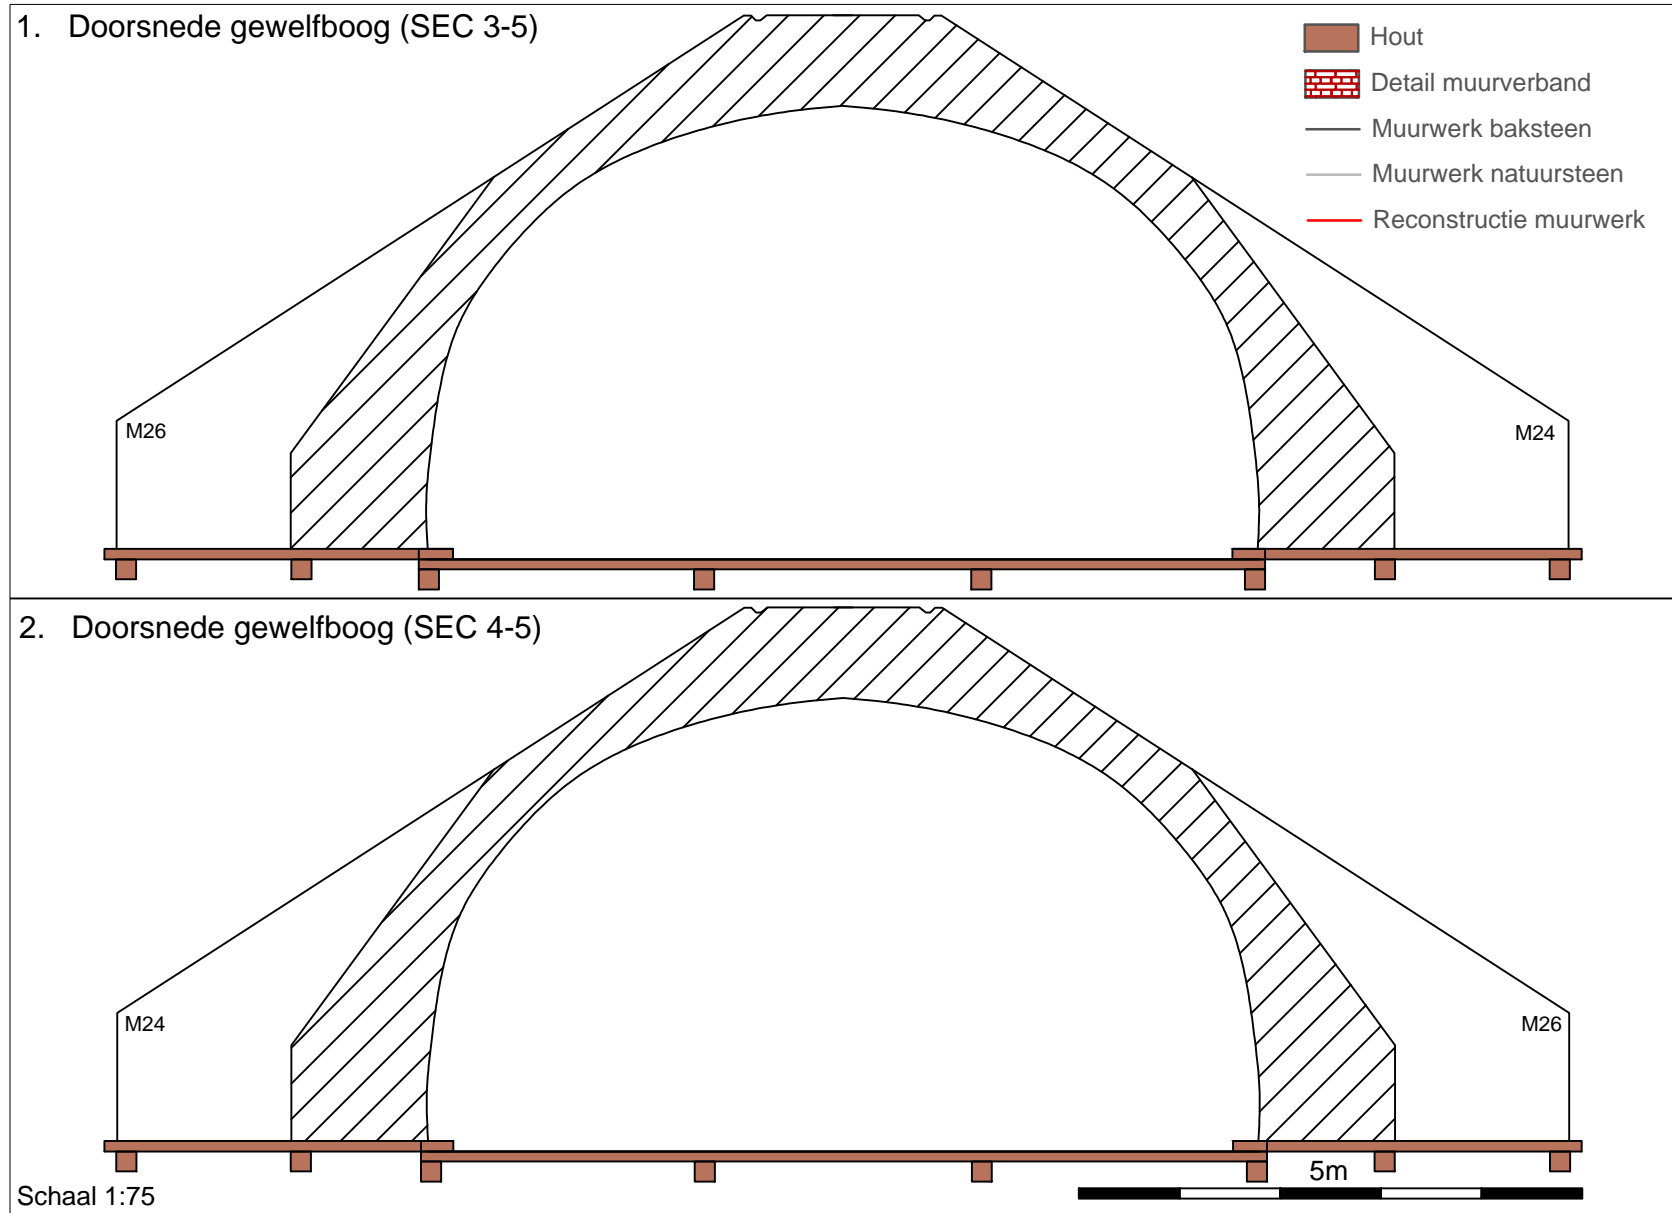 1. Doorsnede gewelfboog (SEC 3-5)
Hout
Detail muurverband
Muurwerk baksteen
Muurwerk natuursteen
Reconstructie muurwerk
M26
M24
2. Doorsnede gewelfboog (SEC 4-5)
M24
M26
5m
Schaal 1:75